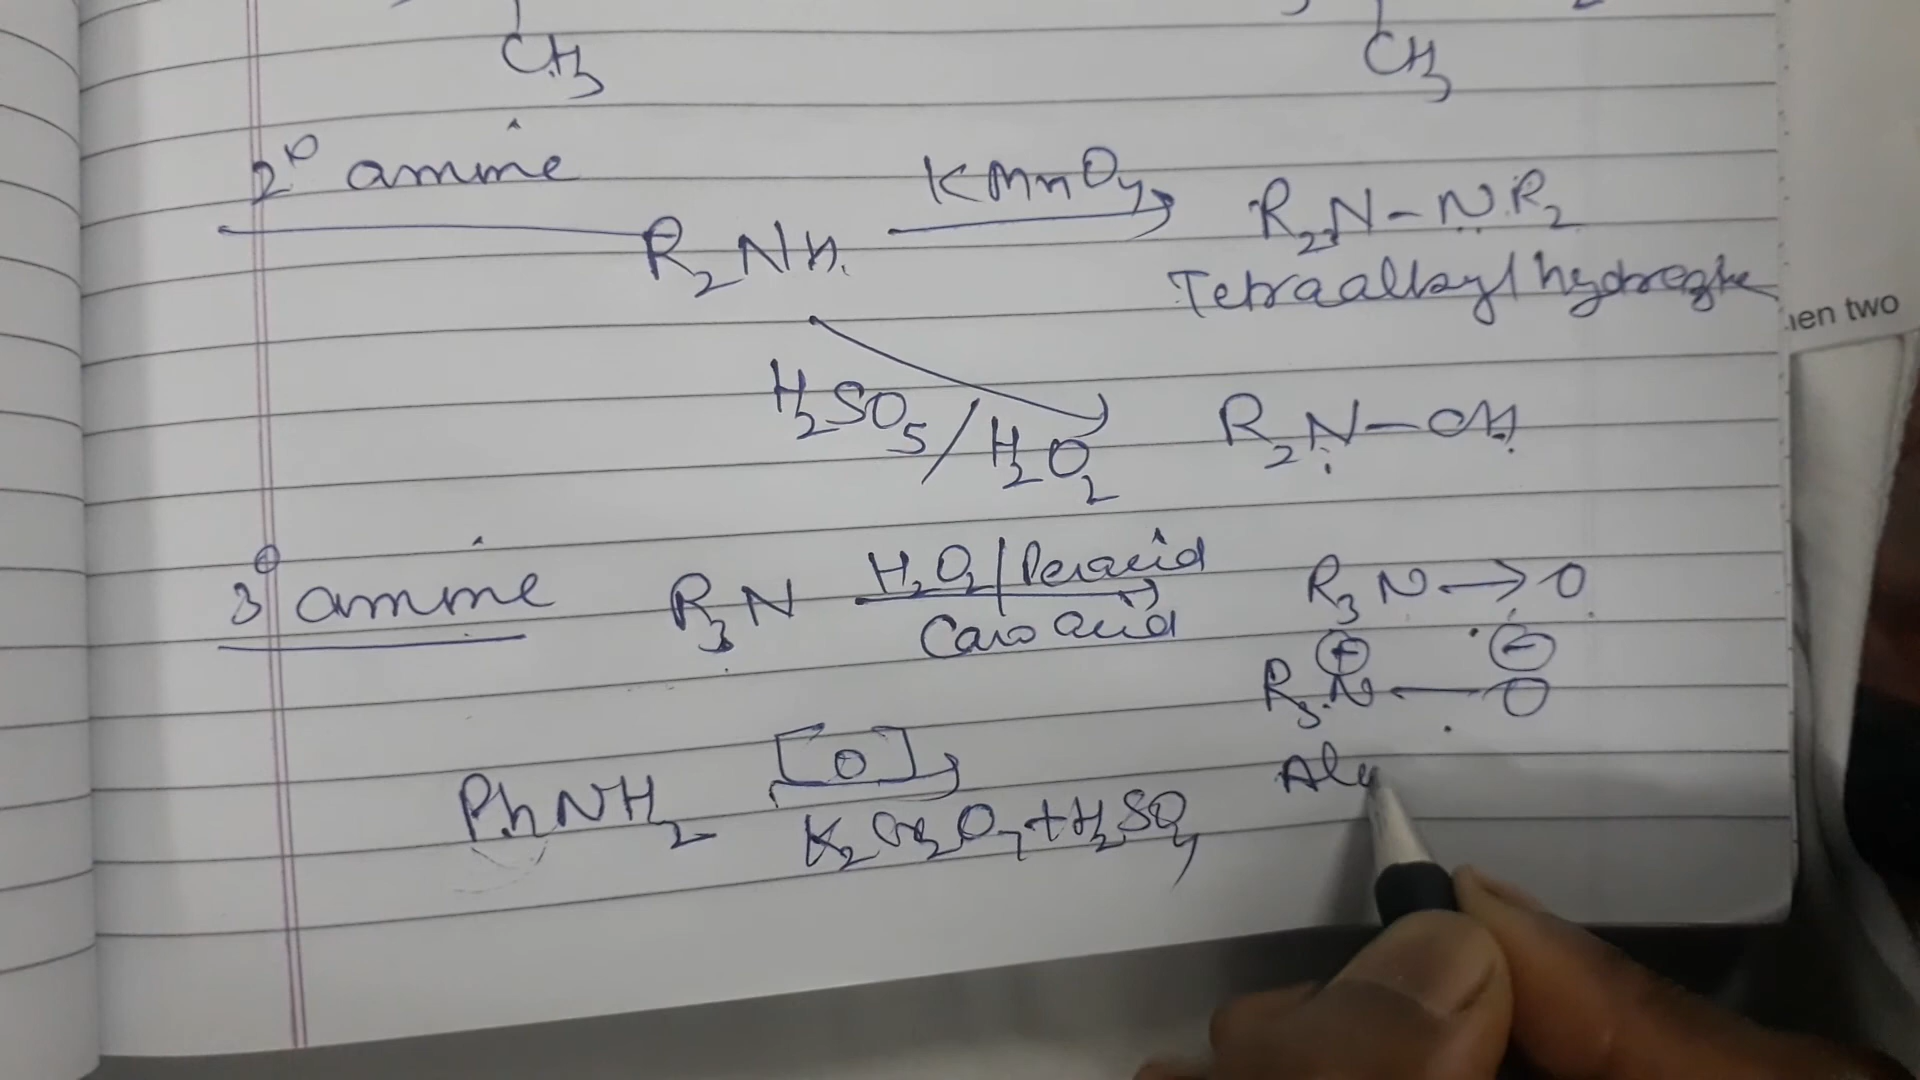 CH3 CH3
2° amine
R2NH. KMnO4 R2N-NR2
Tetraalkyl hydrazine
ien two
H2SO5/H2O2 R2N-OH
3° amine R3N H2O2/Peracid R3N→O
Caro acid
⊕ ⊖
R3N—O
PhNH2 [O] Alu
K2Cr2O7+H2SO4